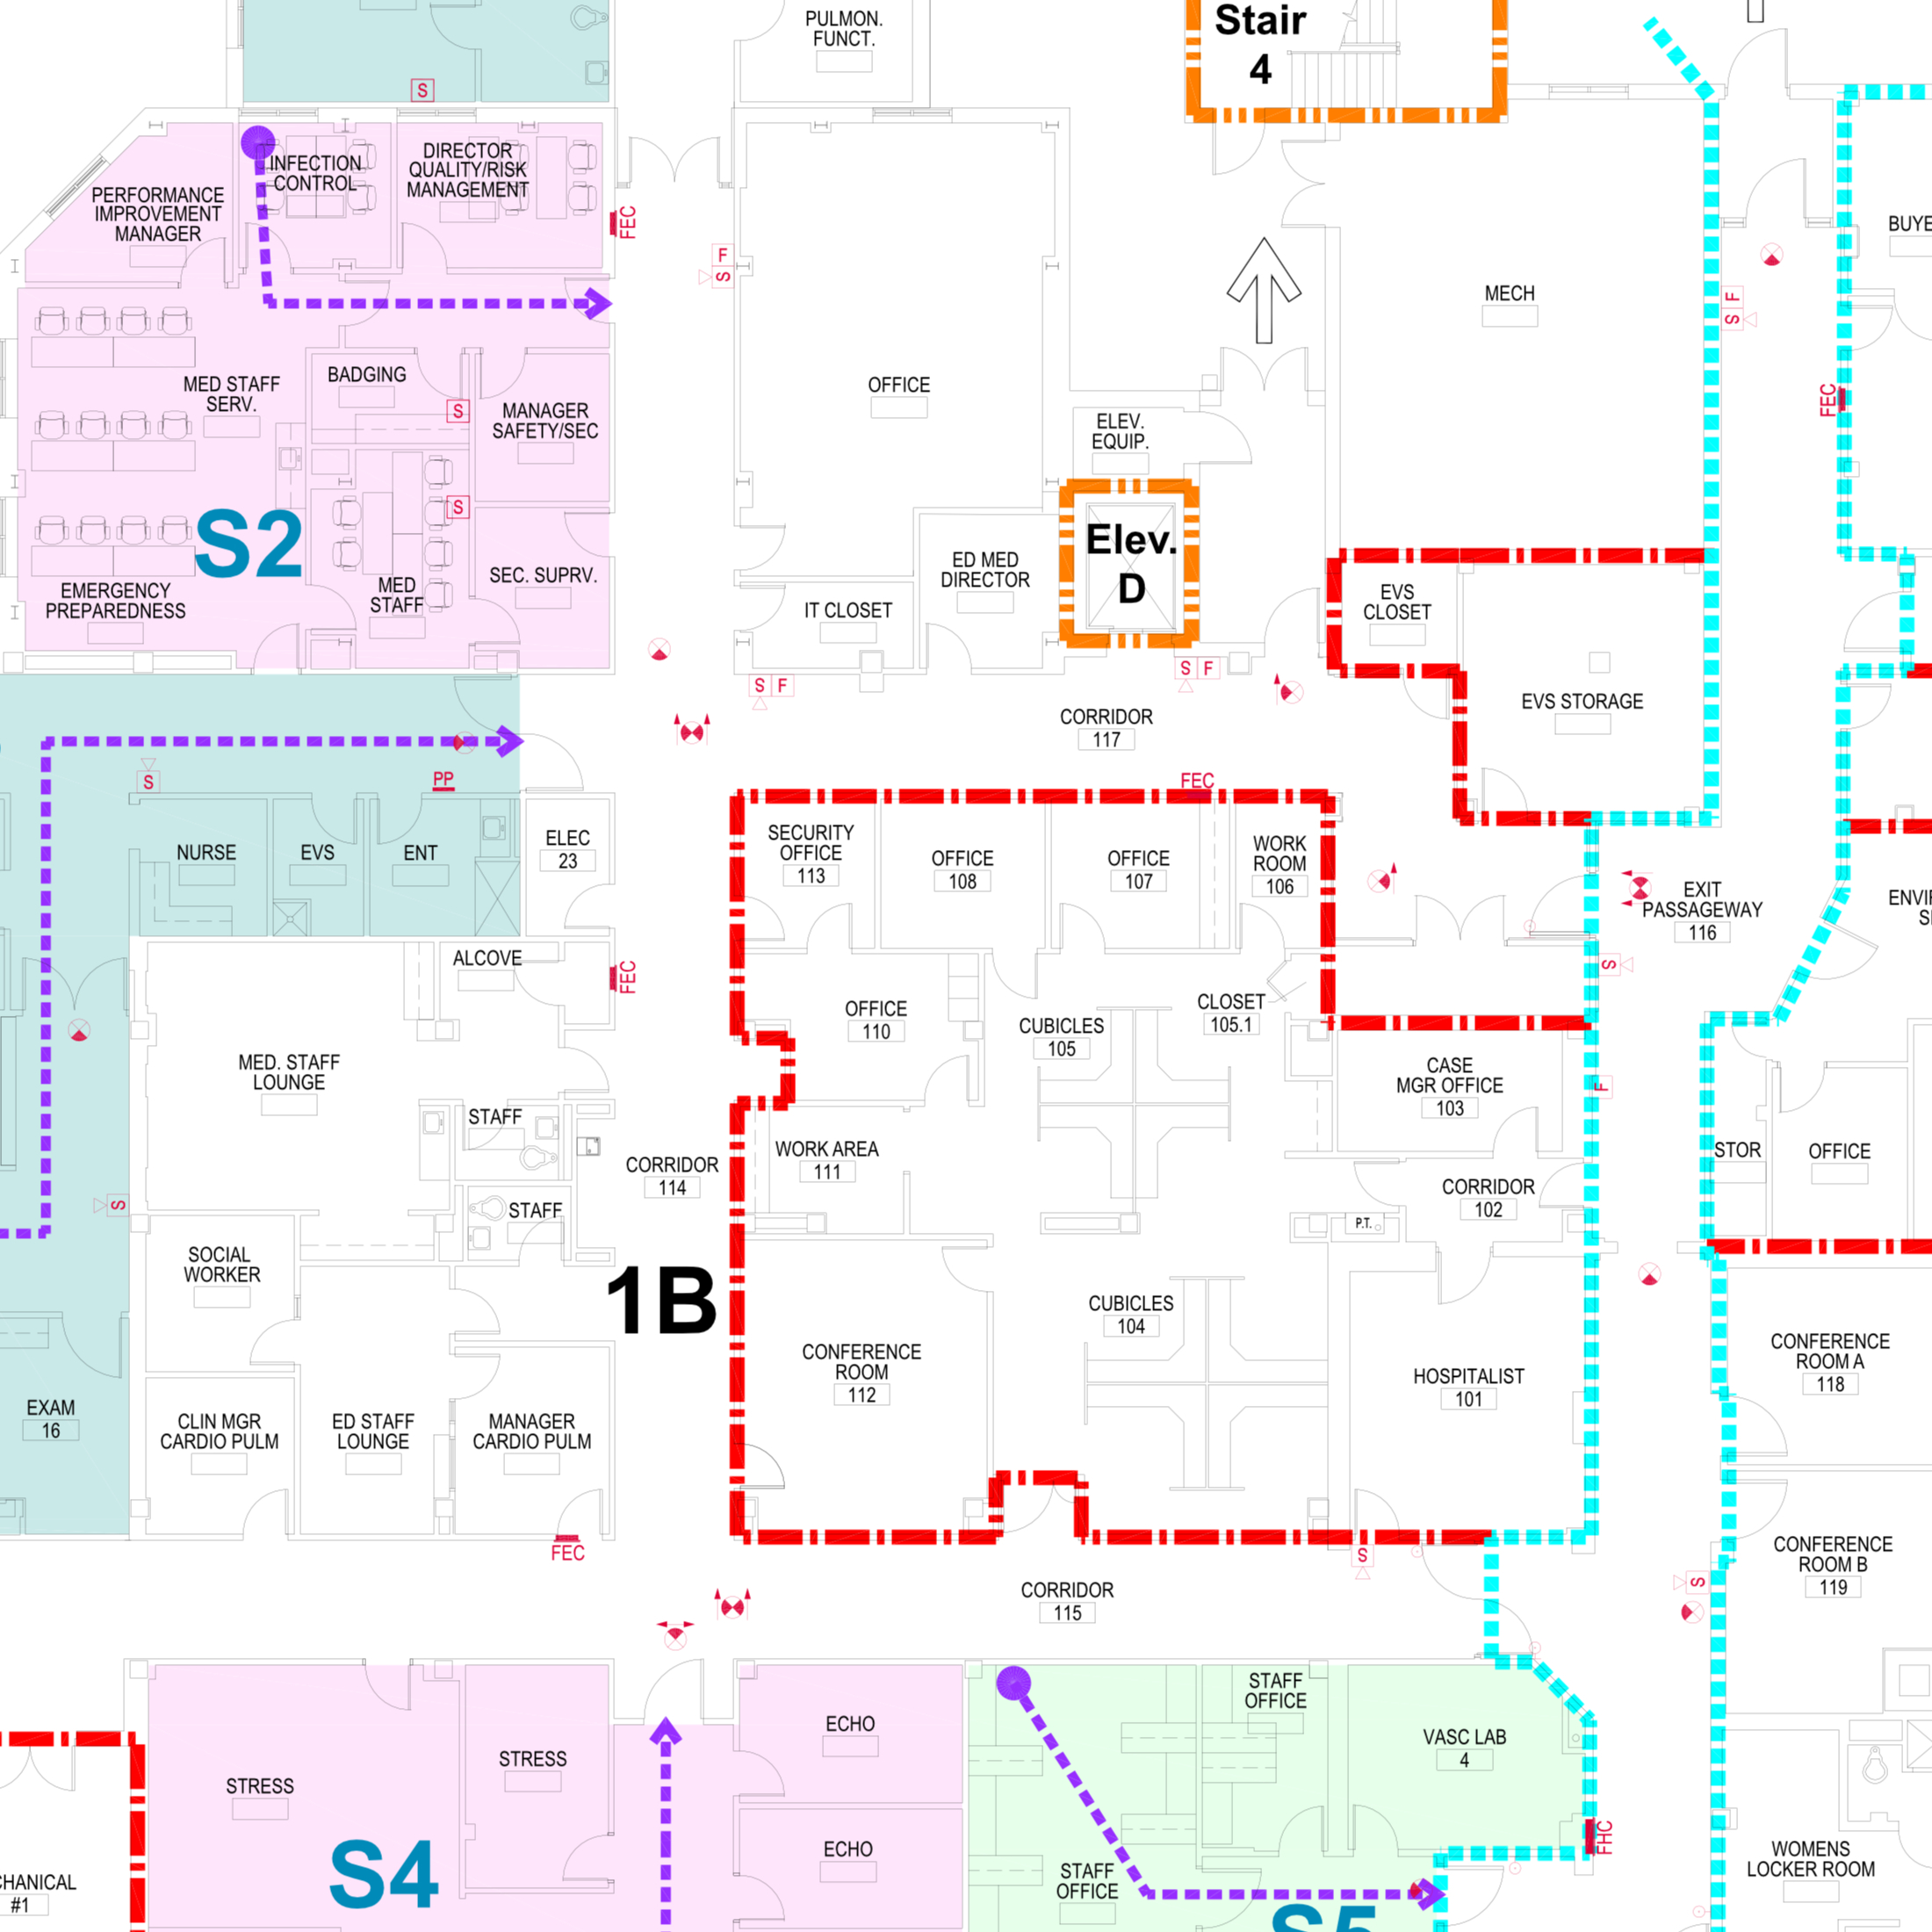 PULMON.
FUNCT.
Stair
4
S
INFECTION
CONTROL
DIRECTOR
QUALITY/RISK
MANAGEMENT
PERFORMANCE
IMPROVEMENT
MANAGER
FEC
F
S
BUYE
MECH
F
S
FEC
MED STAFF
SERV.
BADGING
S
MANAGER
SAFETY/SEC
OFFICE
ELEV.
EQUIP.
S2
S
Elev.
D
ED MED
DIRECTOR
SEC. SUPRV.
MED
STAFF
EMERGENCY
PREPAREDNESS
IT CLOSET
EVS
CLOSET
EVS STORAGE
S F
S F
CORRIDOR
117
S
PP
FEC
NURSE
EVS
ENT
ELEC
23
SECURITY
OFFICE
113
OFFICE
108
OFFICE
107
WORK
ROOM
106
EXIT
PASSAGEWAY
116
ENVI
S
ALCOVE
FEC
S
OFFICE
110
CUBICLES
105
CLOSET
105.1
MED. STAFF
LOUNGE
CASE
MGR OFFICE
103
F
STAFF
WORK AREA
111
CORRIDOR
114
STOR
OFFICE
S
STAFF
CORRIDOR
102
P.T.
SOCIAL
WORKER
1B
CUBICLES
104
CONFERENCE
ROOM
112
HOSPITALIST
101
CONFERENCE
ROOM A
118
EXAM
16
CLIN MGR
CARDIO PULM
ED STAFF
LOUNGE
MANAGER
CARDIO PULM
FEC
S
CONFERENCE
ROOM B
119
S
CORRIDOR
115
STAFF
OFFICE
ECHO
VASC LAB
4
STRESS
STRESS
S4
ECHO
FHC
WOMENS
LOCKER ROOM
STAFF
OFFICE
CHANICAL
#1
S5